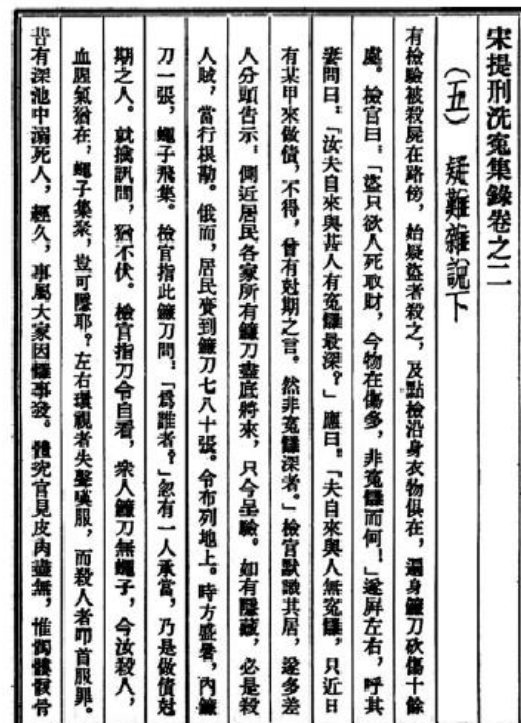 宋提刑洗冤集錄卷之二
(五) 疑難雜說下
有檢驗被殺屍在路傍,始疑盜者殺之,及點檢沿身衣物俱在,遍身鐮刀斫傷十餘
處。檢官曰:「盜只欲人死取財,今物在傷多,非冤讎而何!」遂屏左右,呼其
妻問曰:「汝夫自來與甚人有冤讎最深?」應曰:「夫自來與人無冤讎,只近日
有某甲來做債,不得,曾有尅期之言。然非冤讎深者。」檢官默識其居,遂多差
人分頭告示:側近居民各家所有鐮刀盡底將來,只今呈驗。如有隱藏,必是殺
人賊,當行根勘。俄而,居民賫到鐮刀七八十張。令布列地上。時方盛暑,內鐮
刀一張,蠅子飛集。檢官指此鐮刀問:「爲誰者?」忽有一人承當,乃是做債尅
期之人。就擒訊問,猶不伏。檢官指刀令自看,衆人鐮刀無蠅子,今汝殺人,
血腥氣猶在,蠅子集聚,豈可隱耶?左右環視者失聲嘆服,而殺人者叩首服罪。
昔有深池中溺死人,經久,事屬大家因讎事發。體究官見皮肉盡無,惟髑髏骸骨